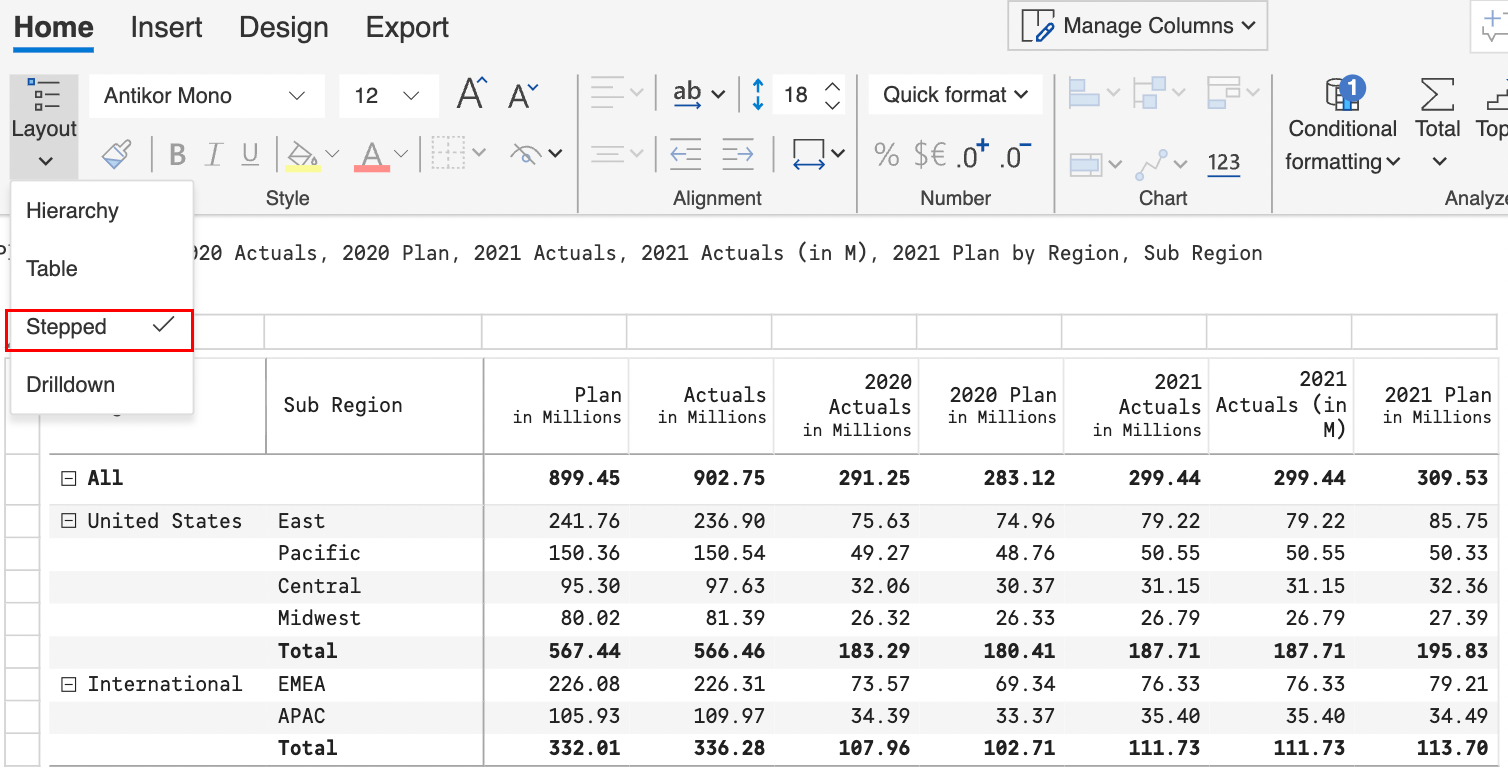 Home Insert Design Export Manage Columns
Antikor Mono 12 A A ab 18 Quick format 1
Layout Conditional Total
B I U A % $€ .0+ .0- 123 formatting
Style Alignment Number Chart
Hierarchy
Table 20 Actuals, 2020 Plan, 2021 Actuals, 2021 Actuals (in M), 2021 Plan by Region, Sub Region
Stepped
Drilldown
Sub Region Plan in Millions Actuals in Millions 2020 Actuals in Millions 2020 Plan in Millions 2021 Actuals in Millions 2021 Actuals (in M) 2021 Plan in Millions
All 899.45 902.75 291.25 283.12 299.44 299.44 309.53
United States East 241.76 236.90 75.63 74.96 79.22 79.22 85.75
Pacific 150.36 150.54 49.27 48.76 50.55 50.55 50.33
Central 95.30 97.63 32.06 30.37 31.15 31.15 32.36
Midwest 80.02 81.39 26.32 26.33 26.79 26.79 27.39
Total 567.44 566.46 183.29 180.41 187.71 187.71 195.83
International EMEA 226.08 226.31 73.57 69.34 76.33 76.33 79.21
APAC 105.93 109.97 34.39 33.37 35.40 35.40 34.49
Total 332.01 336.28 107.96 102.71 111.73 111.73 113.70